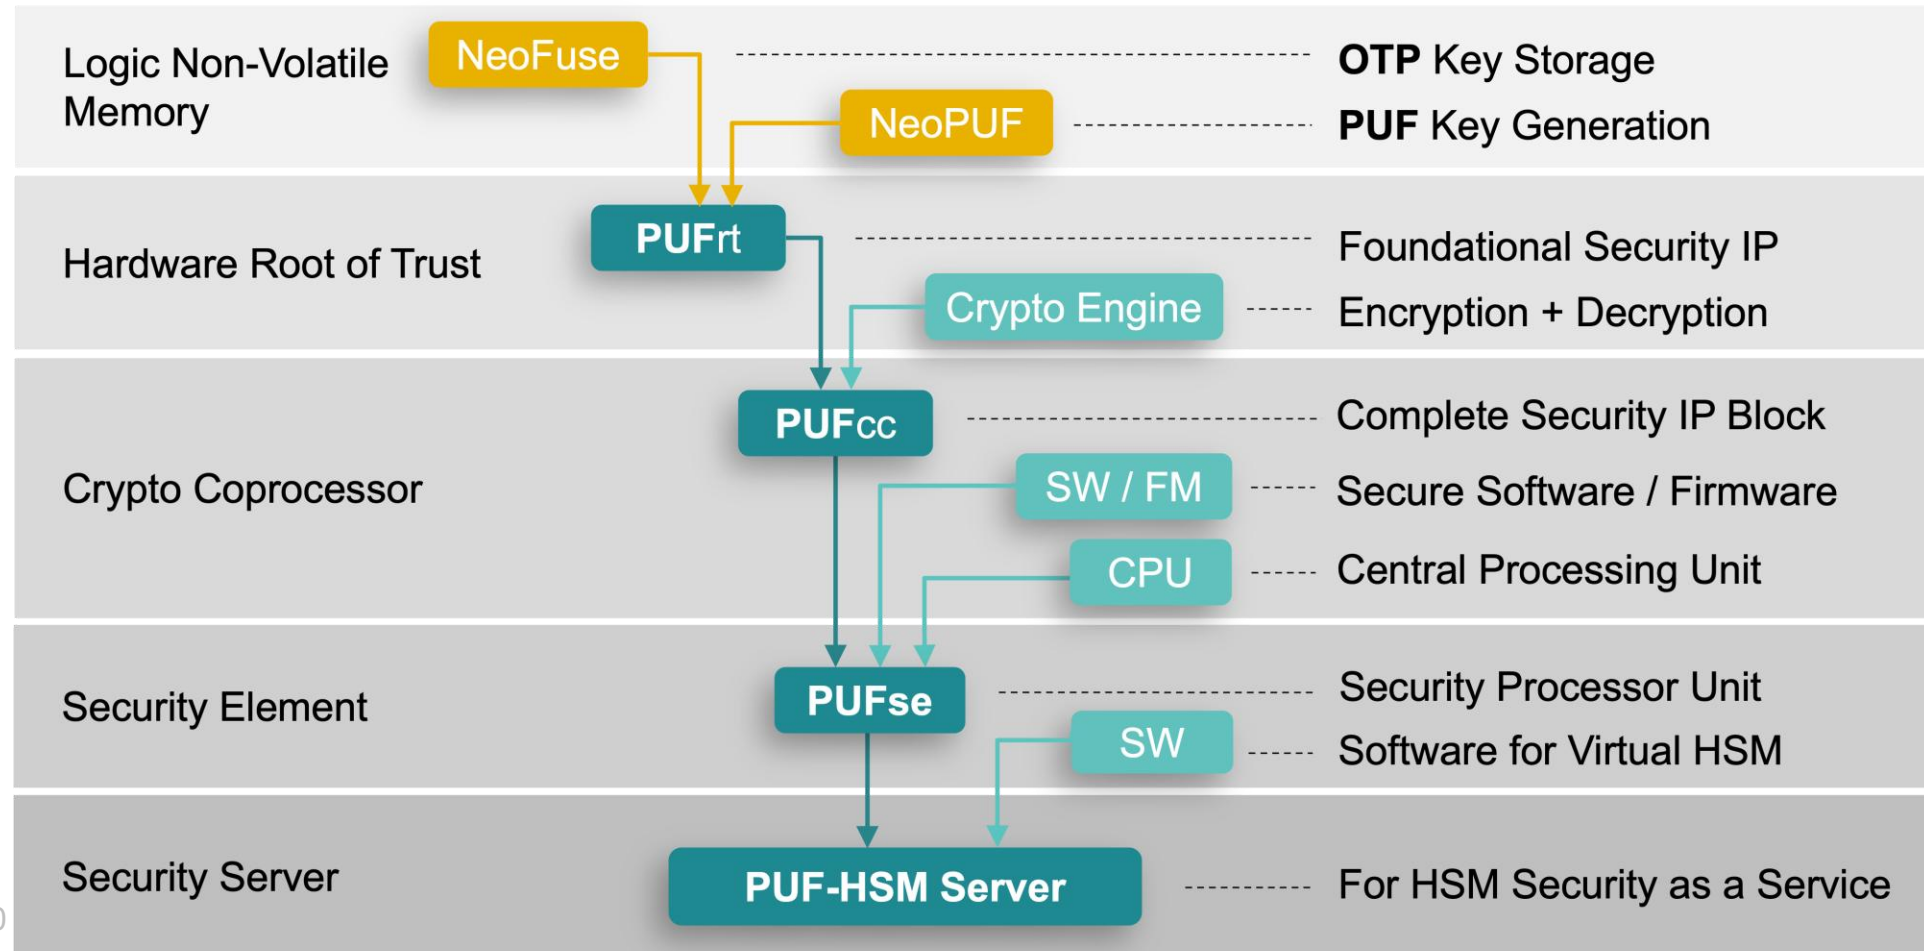 Logic Non-Volatile
Memory
NeoFuse
OTP Key Storage
NeoPUF
PUF Key Generation
Hardware Root of Trust
PUFrt
Foundational Security IP
Crypto Engine
Encryption + Decryption
Crypto Coprocessor
PUFcc
Complete Security IP Block
SW / FM
Secure Software / Firmware
CPU
Central Processing Unit
Security Element
PUFse
Security Processor Unit
SW
Software for Virtual HSM
Security Server
PUF-HSM Server
For HSM Security as a Service